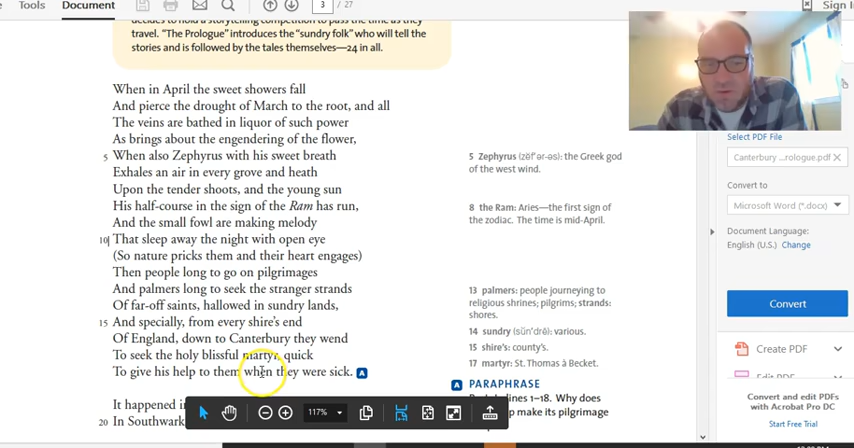 Tools
Document
3 / 27
Sign In
decides to hold a storytelling competition to pass the time as they
travel. “The Prologue” introduces the “sundry folk” who will tell the
stories and is followed by the tales themselves—24 in all.
When in April the sweet showers fall
And pierce the drought of March to the root, and all
The veins are bathed in liquor of such power
As brings about the engendering of the flower,
5 When also Zephyrus with his sweet breath
Exhales an air in every grove and heath
Upon the tender shoots, and the young sun
His half-course in the sign of the Ram has run,
And the small fowl are making melody
10 That sleep away the night with open eye
(So nature pricks them and their heart engages)
Then people long to go on pilgrimages
And palmers long to seek the stranger strands
Of far-off saints, hallowed in sundry lands,
15 And specially, from every shire’s end
Of England, down to Canterbury they wend
To seek the holy blissful martyr, quick
To give his help to them when they were sick. A
It happened in
20 In Southwark
5 Zephyrus (zĕf′ər-əs): the Greek god
of the west wind.
8 the Ram: Aries—the first sign of
the zodiac. The time is mid-April.
13 palmers: people journeying to
religious shrines; pilgrims; strands:
shores.
14 sundry (sŭn′drē): various.
15 shire’s: county’s.
17 martyr: St. Thomas à Becket.
A PARAPHRASE
lines 1–18. Why does
make its pilgrimage
117%
Select PDF File
Canterbury ...rologue.pdf
Convert to
Microsoft Word (*.docx)
Document Language:
English (U.S.) Change
Convert
Create PDF
Export PDF
Convert and edit PDFs
with Acrobat Pro DC
Start Free Trial